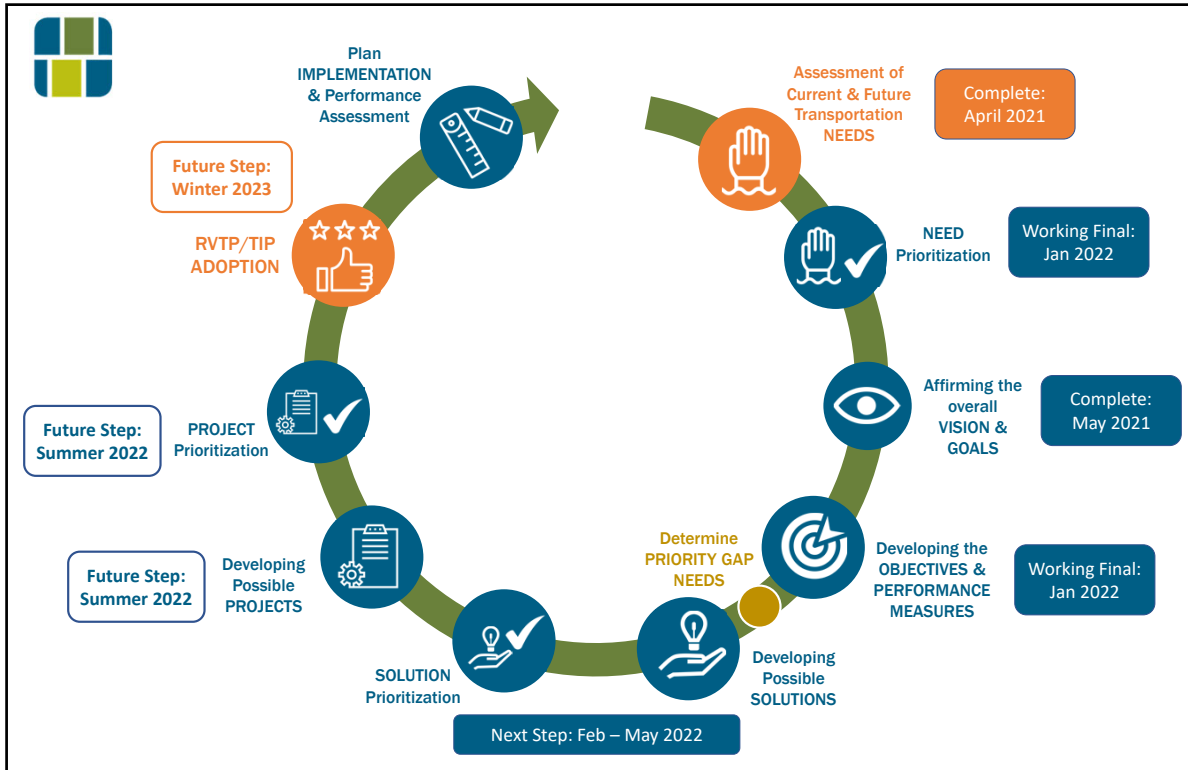 Plan
IMPLEMENTATION
& Performance
Assessment
Assessment of
Current & Future
Transportation
NEEDS
Complete:
April 2021
NEED
Prioritization
Working Final:
Jan 2022
Affirming the
overall
VISION &
GOALS
Complete:
May 2021
Developing the
OBJECTIVES &
PERFORMANCE
MEASURES
Working Final:
Jan 2022
Determine
PRIORITY GAP
NEEDS
Developing
Possible
SOLUTIONS
Next Step: Feb – May 2022
SOLUTION
Prioritization
Developing
Possible
PROJECTS
Future Step:
Summer 2022
PROJECT
Prioritization
Future Step:
Summer 2022
RVTP/TIP
ADOPTION
Future Step:
Winter 2023